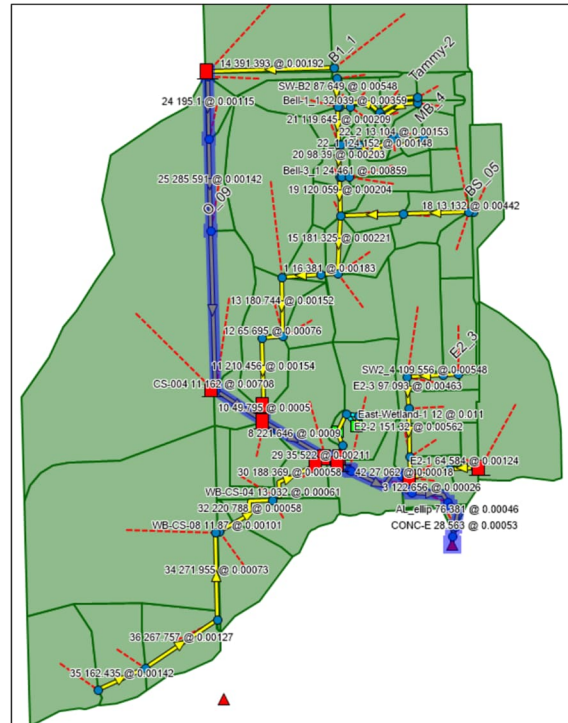 B1_1
14 391.393 @ 0.00192
Tammy-2
SW-B2 87.649 @ 0.00548
24 195.1 @ 0.00115
Bell-1_1 32.039 @ 0.00359
MB_4
21 119.645 @ 0.00209
22_2 13.104 @ 0.00153
22_1 124.152 @ 0.00148
20 98.39 @ 0.00203
Bell-3_1 24.461 @ 0.00859
25 285.591 @ 0.00142
19 120.059 @ 0.00204
BS_05
O_09
18 13.132 @ 0.00442
15 181.325 @ 0.00221
1 16.381 @ 0.00183
13 180.744 @ 0.00152
12 65.695 @ 0.00076
E2_3
11 210.456 @ 0.00154
SW2_4 109.556 @ 0.00548
CS-004 11.162 @ 0.00708
E2-3 97.093 @ 0.00463
10 49.795 @ 0.0005
East-Wetland-1 12 @ 0.011
E2-2 151.32 @ 0.00562
8 221.646 @ 0.0009
29 35.522 @ 0.00211
E2-1 64.584 @ 0.00124
30 188.369 @ 0.00058
42 27.062 @ 0.00018
3 122.656 @ 0.00026
WB-CS-04 13.032 @ 0.00061
32 220.788 @ 0.00058
AL_ellip 76.381 @ 0.00046
WB-CS-08 11.87 @ 0.00101
CONC-E 28.563 @ 0.00053
34 271.955 @ 0.00073
36 267.757 @ 0.00127
35 162.435 @ 0.00142